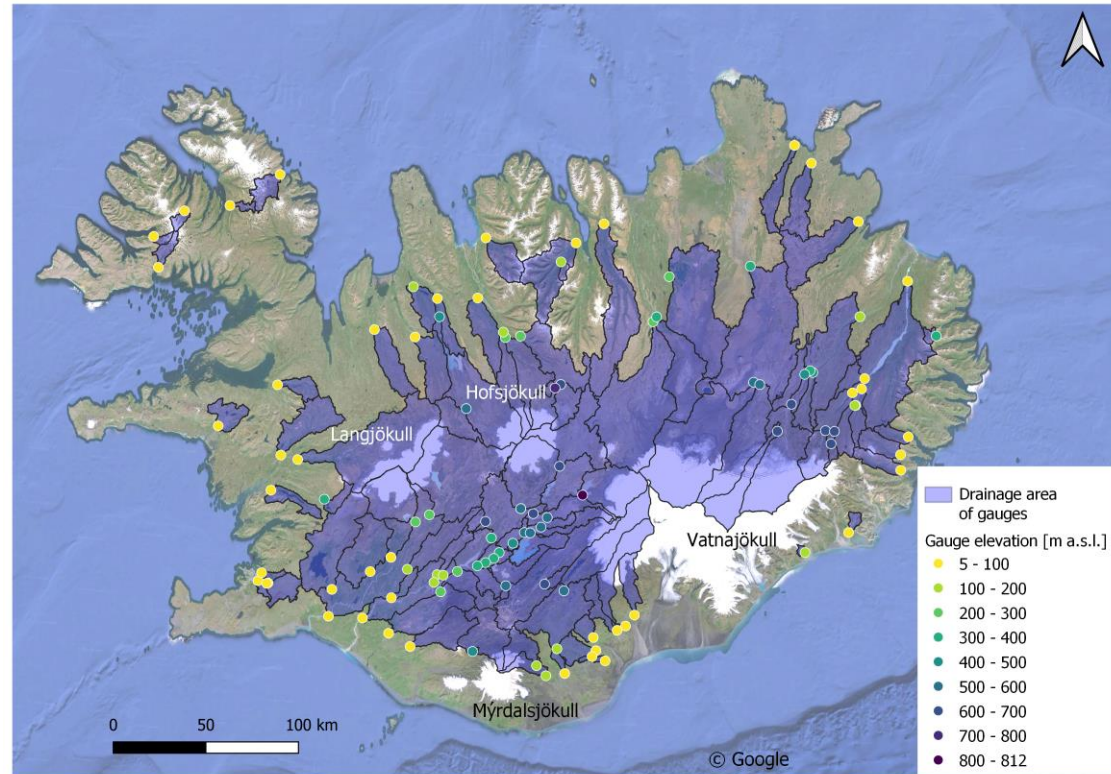 Hofsjökull
Langjökull
Vatnajökull
Mýrdalsjökull
0 50 100 km
© Google
Drainage area
of gauges
Gauge elevation [m a.s.l.]
5 - 100
100 - 200
200 - 300
300 - 400
400 - 500
500 - 600
600 - 700
700 - 800
800 - 812